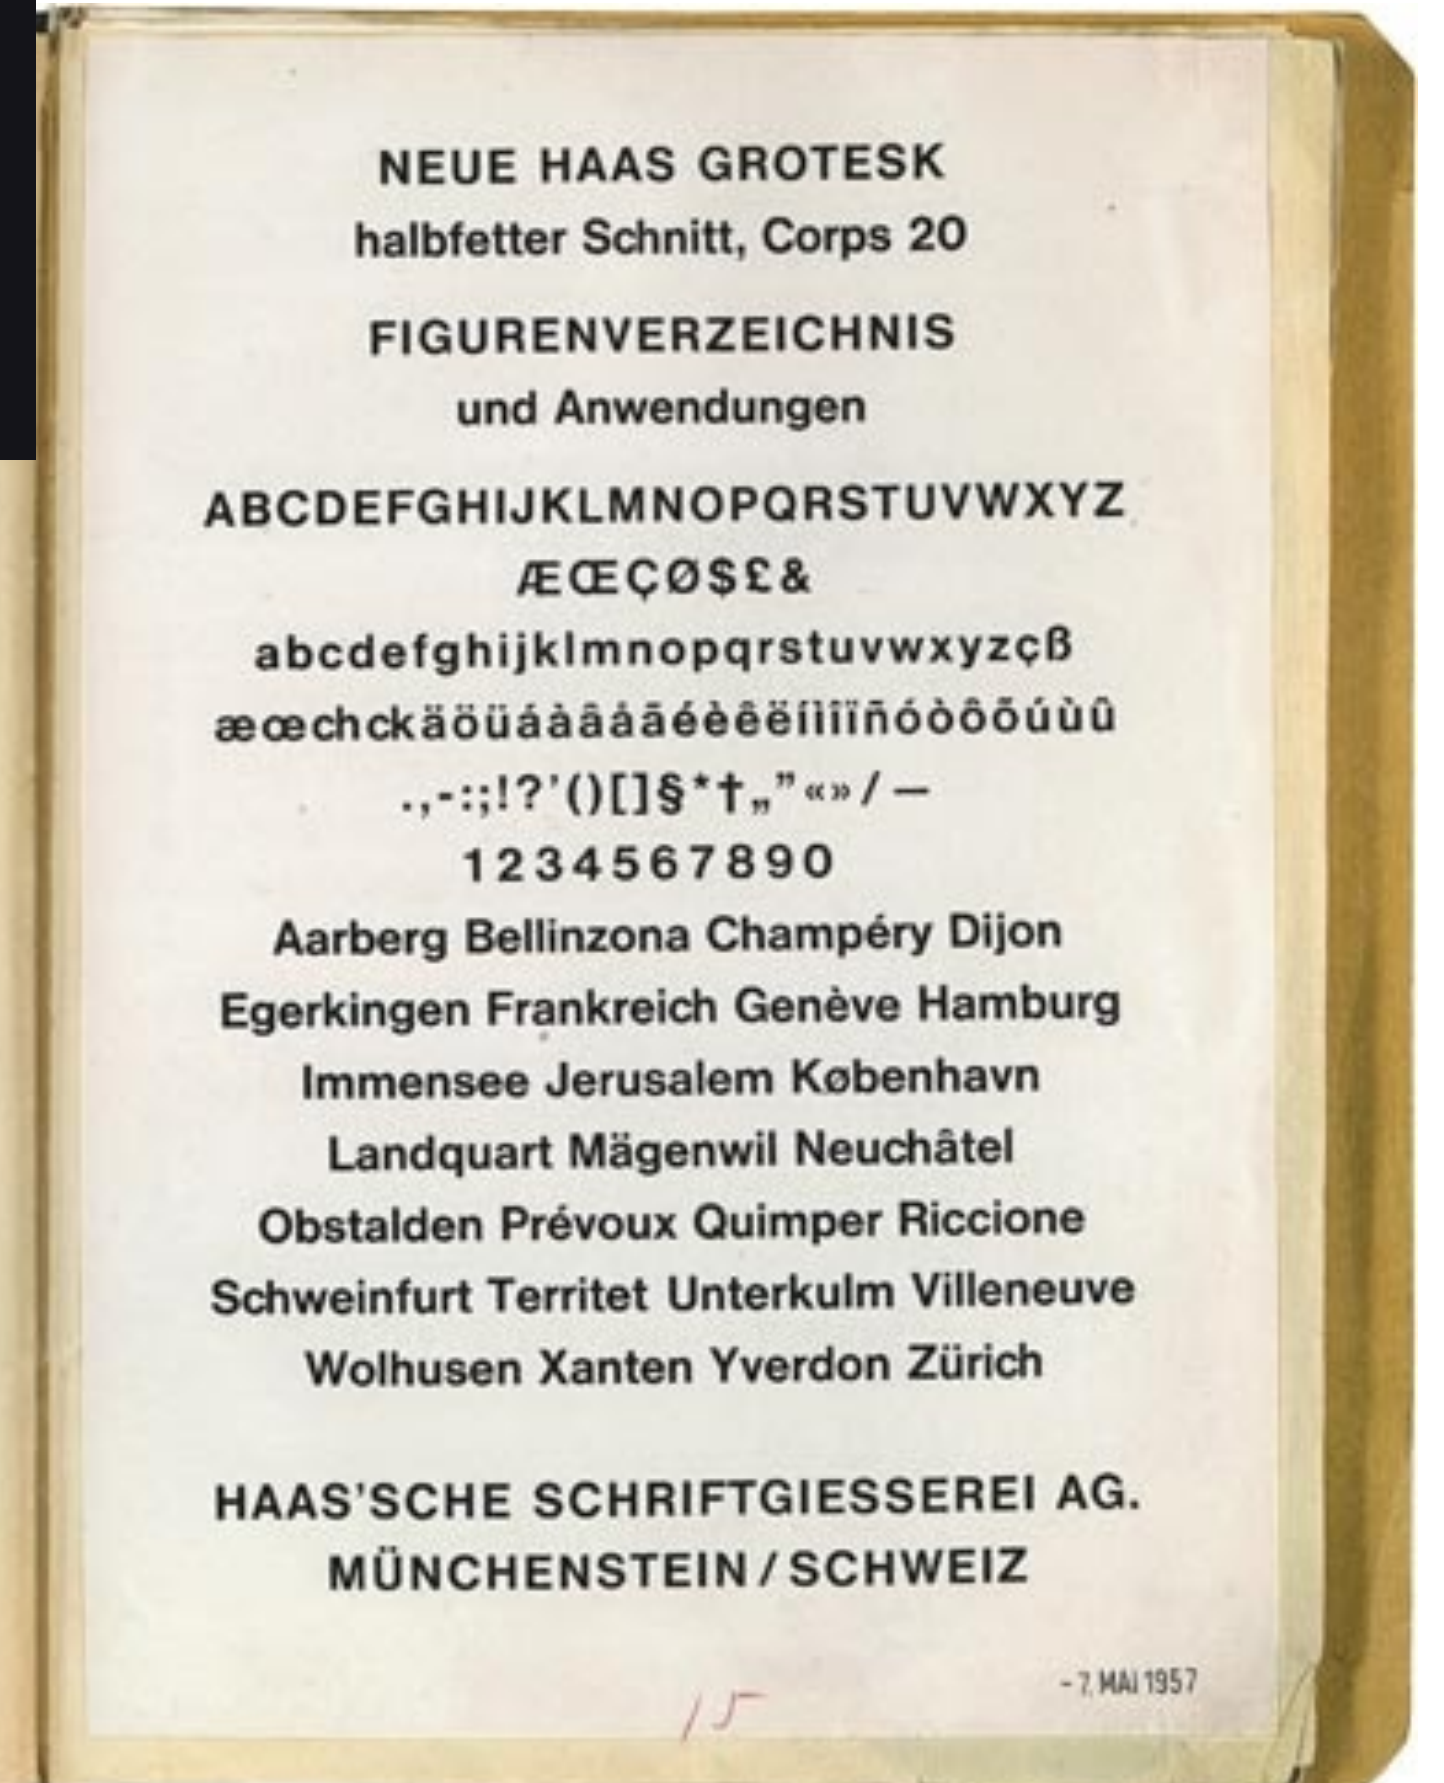 NEUE HAAS GROTESK
halbfetter Schnitt, Corps 20
FIGURENVERZEICHNIS
und Anwendungen
ABCDEFGHIJKLMNOPQRSTUVWXYZ
ÆŒÇØ$£&
abcdefghijklmnopqrstuvwxyzçß
æœchckäöüáàâåãéèêëíìîïñóòôõúùû
.,-:;!?'()[]§*†„”«»/—
1234567890
Aarberg Bellinzona Champéry Dijon
Egerkingen Frankreich Genève Hamburg
Immensee Jerusalem København
Landquart Mägenwil Neuchâtel
Obstalden Prévoux Quimper Riccione
Schweinfurt Territet Unterkulm Villeneuve
Wolhusen Xanten Yverdon Zürich
HAAS'SCHE SCHRIFTGIESSEREI AG.
MÜNCHENSTEIN / SCHWEIZ
- 7. MAI 1957
15